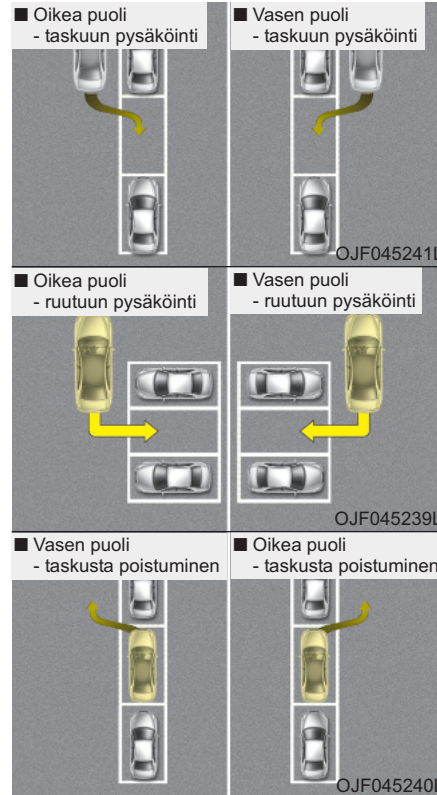 ■ Oikea puoli
- taskuun pysäköinti
■ Vasen puoli
- taskuun pysäköinti
OJF045241L
■ Oikea puoli
- ruutuun pysäköinti
■ Vasen puoli
- ruutuun pysäköinti
OJF045239L
■ Vasen puoli
- taskusta poistuminen
■ Oikea puoli
- taskusta poistuminen
OJF045240L